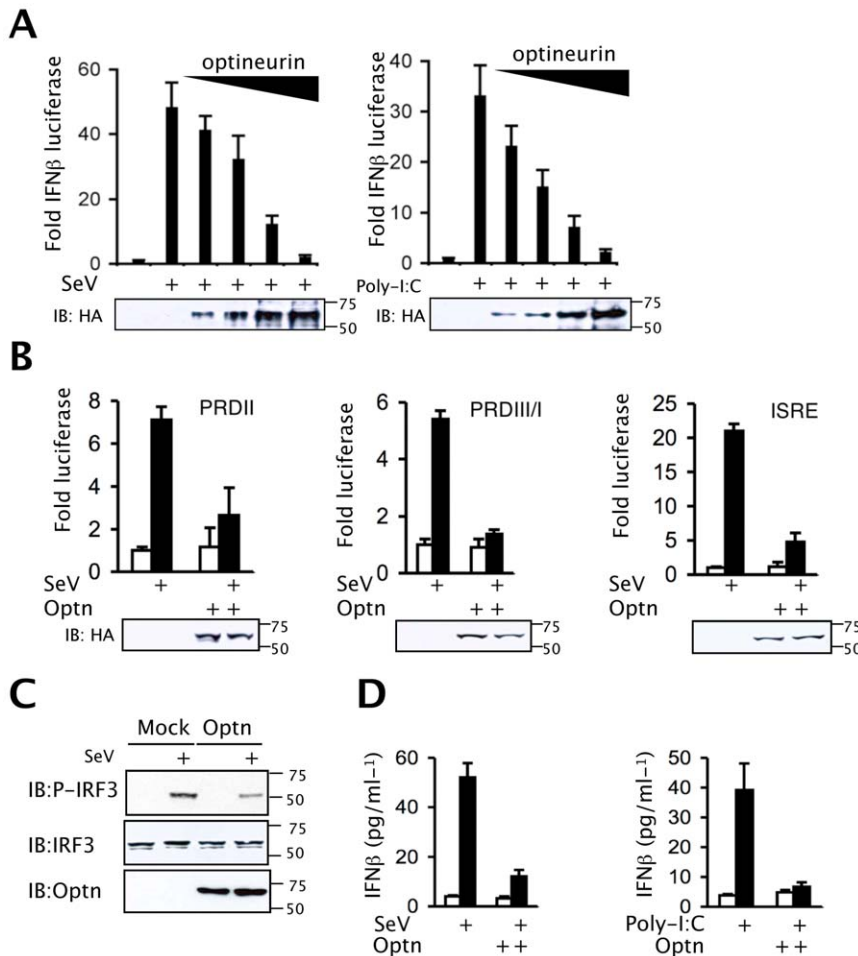 A
optineurin
Fold IFNβ luciferase
60
40
20
0
SeV + + + + +
IB: HA
75
50
optineurin
Fold IFNβ luciferase
40
30
20
10
0
Poly-I:C + + + + +
IB: HA
75
50
B
PRDII
Fold luciferase
8
6
4
2
0
SeV +
+
Optn + +
IB: HA
75
50
PRDIII/I
Fold luciferase
6
4
2
0
SeV + +
Optn + +
75
50
ISRE
Fold luciferase
25
20
15
10
5
0
SeV + +
Optn + +
75
50
C
Mock Optn
SeV + +
IB:P-IRF3
75
50
IB:IRF3
75
50
IB:Optn
75
50
D
IFNβ (pg/ml⁻¹)
60
40
20
0
SeV + +
Optn ++
IFNβ (pg/ml⁻¹)
50
40
30
20
10
0
Poly-I:C + +
Optn ++